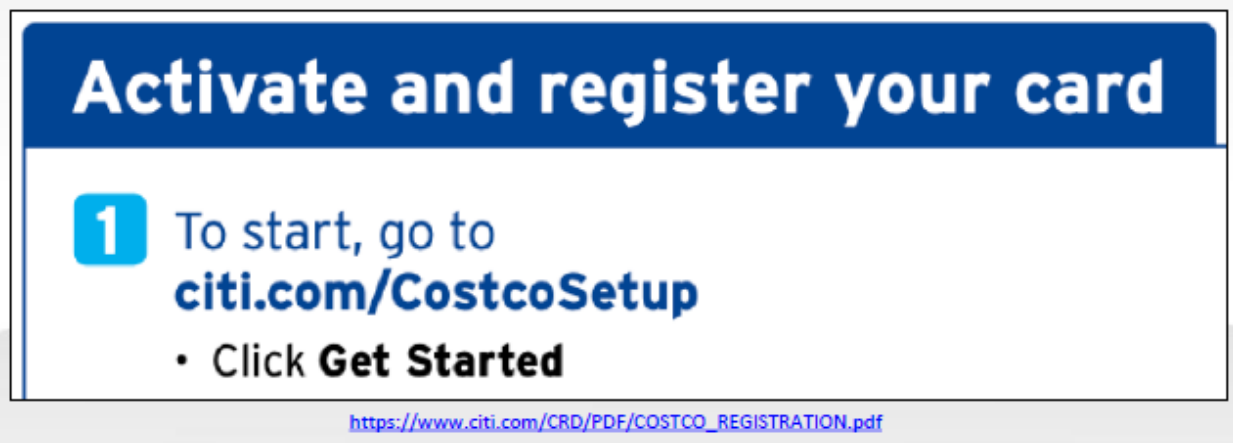 Activate and register your card
1 To start, go to
citi.com/CostcoSetup
• Click Get Started
https://www.citi.com/CRD/PDF/COSTCO_REGISTRATION.pdf